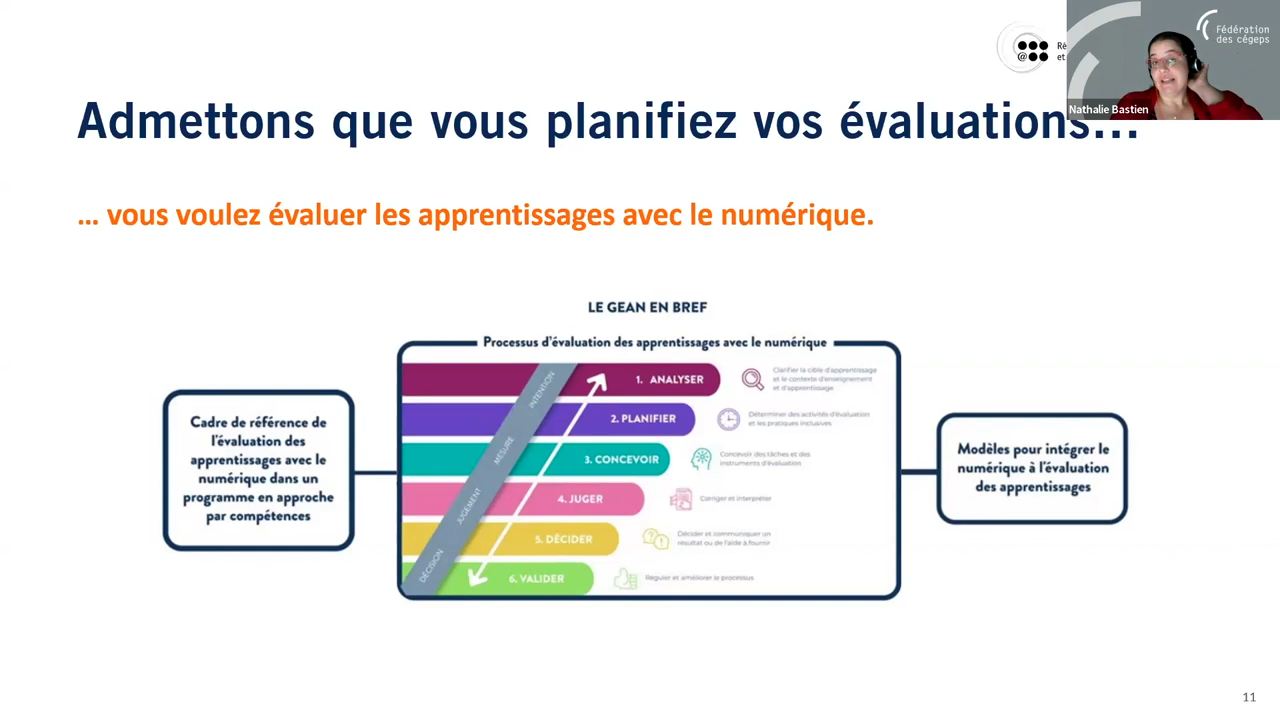 Fédération
des cégeps
Nathalie Bastien
Admettons que vous planifiez vos évaluations...
... vous voulez évaluer les apprentissages avec le numérique.
LE GEAN EN BREF
Processus d'évaluation des apprentissages avec le numérique
Cadre de référence de
l'évaluation des
apprentissages avec le
numérique dans un
programme en approche
par compétences
INTENTION
MESURE
JUGEMENT
DÉCISION
1. ANALYSER
Clarifier la cible d'apprentissage
et le contexte d'enseignement
et d'apprentissage
2. PLANIFIER
Déterminer des activités d'évaluation
et les pratiques inclusives
3. CONCEVOIR
Concevoir des tâches et des
instruments d'évaluation
4. JUGER
Corriger et interpréter
5. DÉCIDER
Décider et communiquer un
résultat ou de l'aide à fournir
6. VALIDER
Réguler et améliorer le processus
Modèles pour intégrer le
numérique à l'évaluation
des apprentissages
11